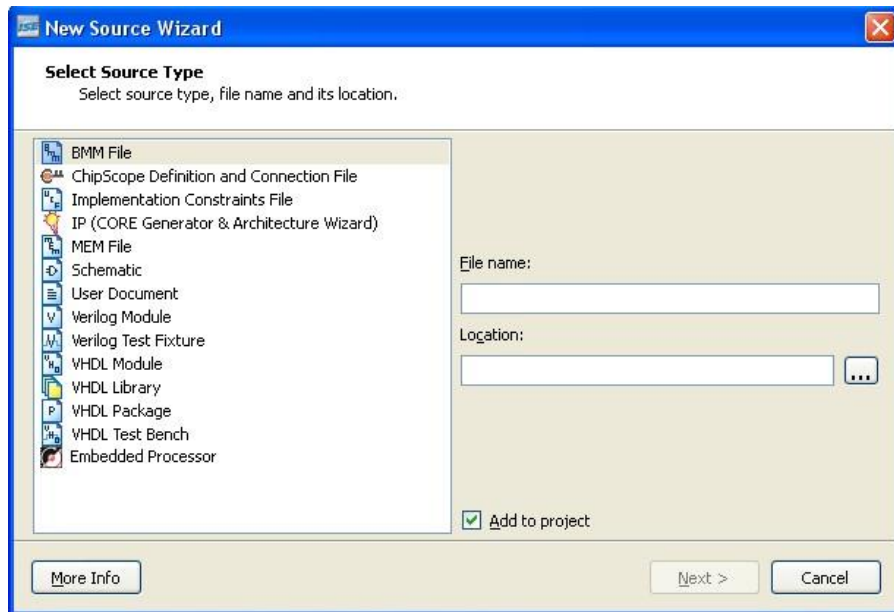 ISE New Source Wizard
Select Source Type
Select source type, file name and its location.
BMM File
ChipScope Definition and Connection File
Implementation Constraints File
IP (CORE Generator & Architecture Wizard)
MEM File
Schematic
User Document
Verilog Module
Verilog Test Fixture
VHDL Module
VHDL Library
VHDL Package
VHDL Test Bench
Embedded Processor
File name:
Location:
...
Add to project
More Info
Next >
Cancel